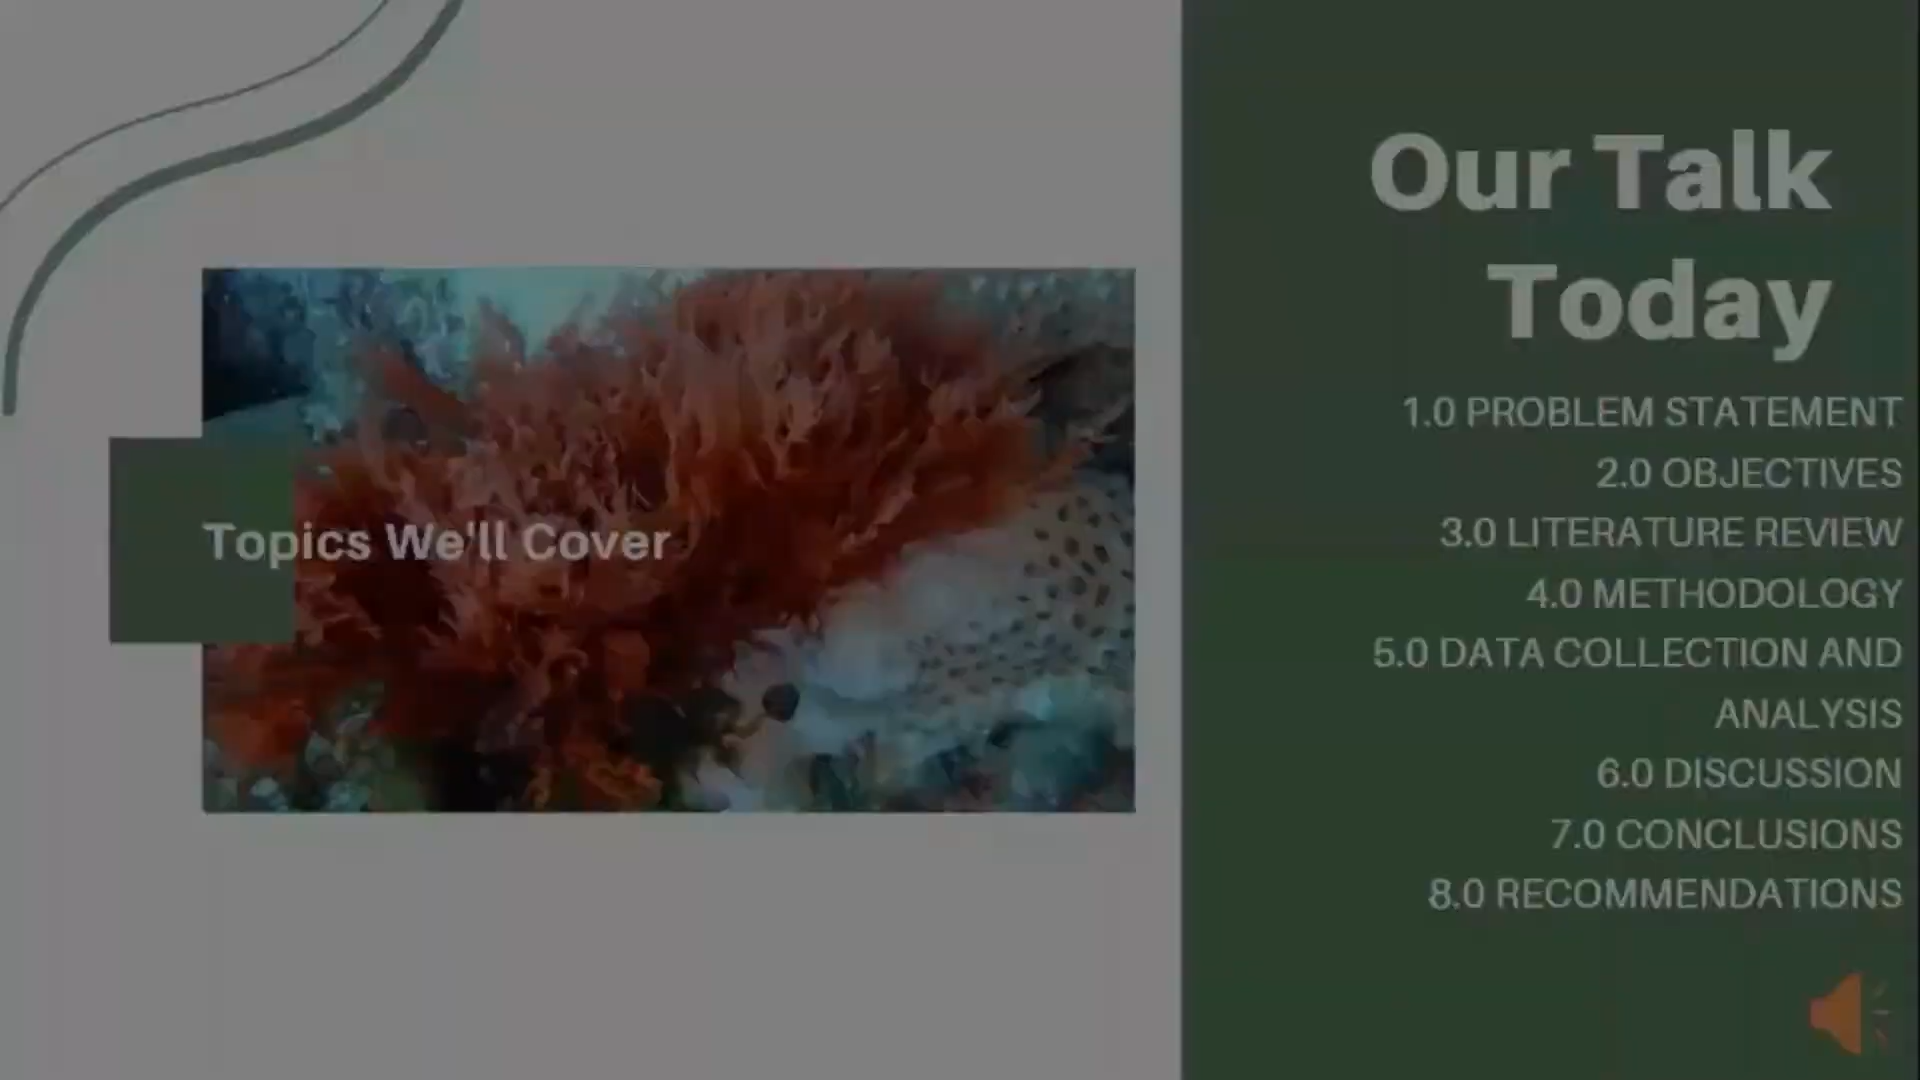 Our Talk
Today
Topics We'll Cover
1.0 PROBLEM STATEMENT
2.0 OBJECTIVES
3.0 LITERATURE REVIEW
4.0 METHODOLOGY
5.0 DATA COLLECTION AND
ANALYSIS
6.0 DISCUSSION
7.0 CONCLUSIONS
8.0 RECOMMENDATIONS